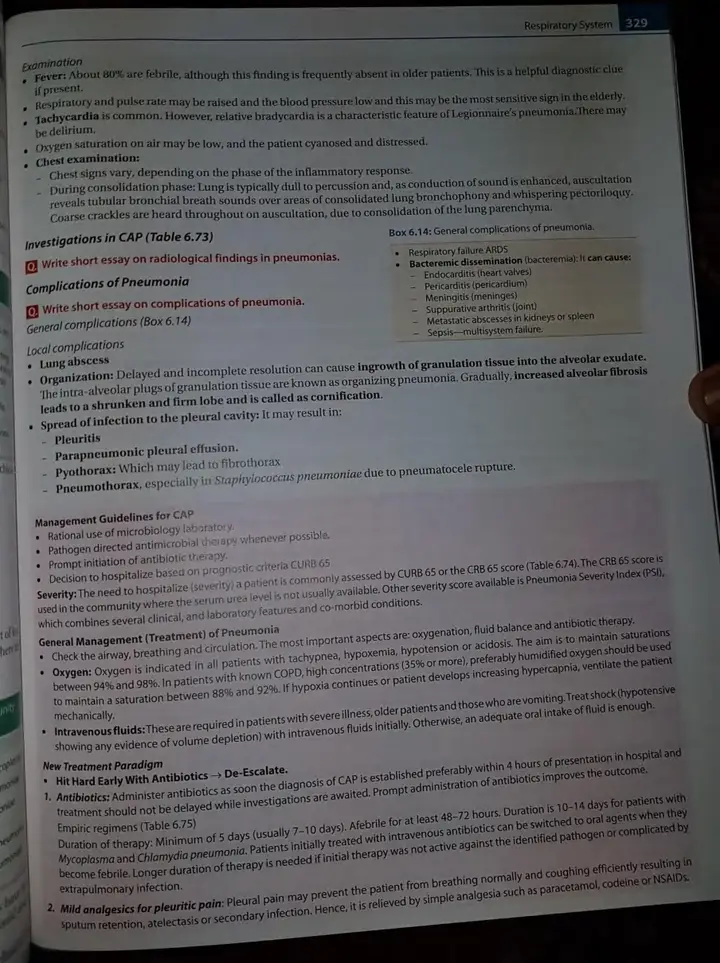 Respiratory System 329
Examination
• Fever: About 80% are febrile, although this finding is frequently absent in older patients. This is a helpful diagnostic clue
if present.
• Respiratory and pulse rate may be raised and the blood pressure low and this may be the most sensitive sign in the elderly.
• Tachycardia is common. However, relative bradycardia is a characteristic feature of Legionnaire's pneumonia.There may
be delirium.
• Oxygen saturation on air may be low, and the patient cyanosed and distressed.
• Chest examination:
– Chest signs vary, depending on the phase of the inflammatory response.
– During consolidation phase: Lung is typically dull to percussion and, as conduction of sound is enhanced, auscultation
reveals tubular bronchial breath sounds over areas of consolidated lung bronchophony and whispering pectoriloquy.
Coarse crackles are heard throughout on auscultation, due to consolidation of the lung parenchyma.
Investigations in CAP (Table 6.73)
Q. Write short essay on radiological findings in pneumonias.
Complications of Pneumonia
Q. Write short essay on complications of pneumonia.
General complications (Box 6.14)
Box 6.14: General complications of pneumonia.
• Respiratory failure ARDS
• Bacteremic dissemination (bacteremia): It can cause:
– Endocarditis (heart valves)
– Pericarditis (pericardium)
– Meningitis (meninges)
– Suppurative arthritis (joint)
– Metastatic abscesses in kidneys or spleen
– Sepsis—multisystem failure.
Local complications
• Lung abscess
• Organization: Delayed and incomplete resolution can cause ingrowth of granulation tissue into the alveolar exudate.
The intra-alveolar plugs of granulation tissue are known as organizing pneumonia. Gradually, increased alveolar fibrosis
leads to a shrunken and firm lobe and is called as cornification.
• Spread of infection to the pleural cavity: It may result in:
– Pleuritis
– Parapneumonic pleural effusion.
– Pyothorax: Which may lead to fibrothorax
– Pneumothorax, especially in Staphylococcus pneumoniae due to pneumatocele rupture.
Management Guidelines for CAP
• Rational use of microbiology laboratory.
• Pathogen directed antimicrobial therapy whenever possible.
• Prompt initiation of antibiotic therapy.
• Decision to hospitalize based on prognostic criteria CURB 65
Severity: The need to hospitalize (severity) a patient is commonly assessed by CURB 65 or the CRB 65 score (Table 6.74). The CRB 65 score is
used in the community where the serum urea level is not usually available. Other severity score available is Pneumonia Severity Index (PSI),
which combines several clinical, and laboratory features and co-morbid conditions.
General Management (Treatment) of Pneumonia
• Check the airway, breathing and circulation. The most important aspects are: oxygenation, fluid balance and antibiotic therapy.
• Oxygen: Oxygen is indicated in all patients with tachypnea, hypoxemia, hypotension or acidosis. The aim is to maintain saturations
between 94% and 98%. In patients with known COPD, high concentrations (35% or more), preferably humidified oxygen should be used
to maintain a saturation between 88% and 92%. If hypoxia continues or patient develops increasing hypercapnia, ventilate the patient
mechanically.
• Intravenous fluids: These are required in patients with severe illness, older patients and those who are vomiting. Treat shock (hypotensive
showing any evidence of volume depletion) with intravenous fluids initially. Otherwise, an adequate oral intake of fluid is enough.
New Treatment Paradigm
• Hit Hard Early With Antibiotics → De-Escalate.
1. Antibiotics: Administer antibiotics as soon the diagnosis of CAP is established preferably within 4 hours of presentation in hospital and
treatment should not be delayed while investigations are awaited. Prompt administration of antibiotics improves the outcome.
Empiric regimens (Table 6.75)
Duration of therapy: Minimum of 5 days (usually 7–10 days). Afebrile for at least 48–72 hours. Duration is 10–14 days for patients with
Mycoplasma and Chlamydia pneumonia. Patients initially treated with intravenous antibiotics can be switched to oral agents when they
become febrile. Longer duration of therapy is needed if initial therapy was not active against the identified pathogen or complicated by
extrapulmonary infection.
2. Mild analgesics for pleuritic pain: Pleural pain may prevent the patient from breathing normally and coughing efficiently resulting in
sputum retention, atelectasis or secondary infection. Hence, it is relieved by simple analgesia such as paracetamol, codeine or NSAIDs.